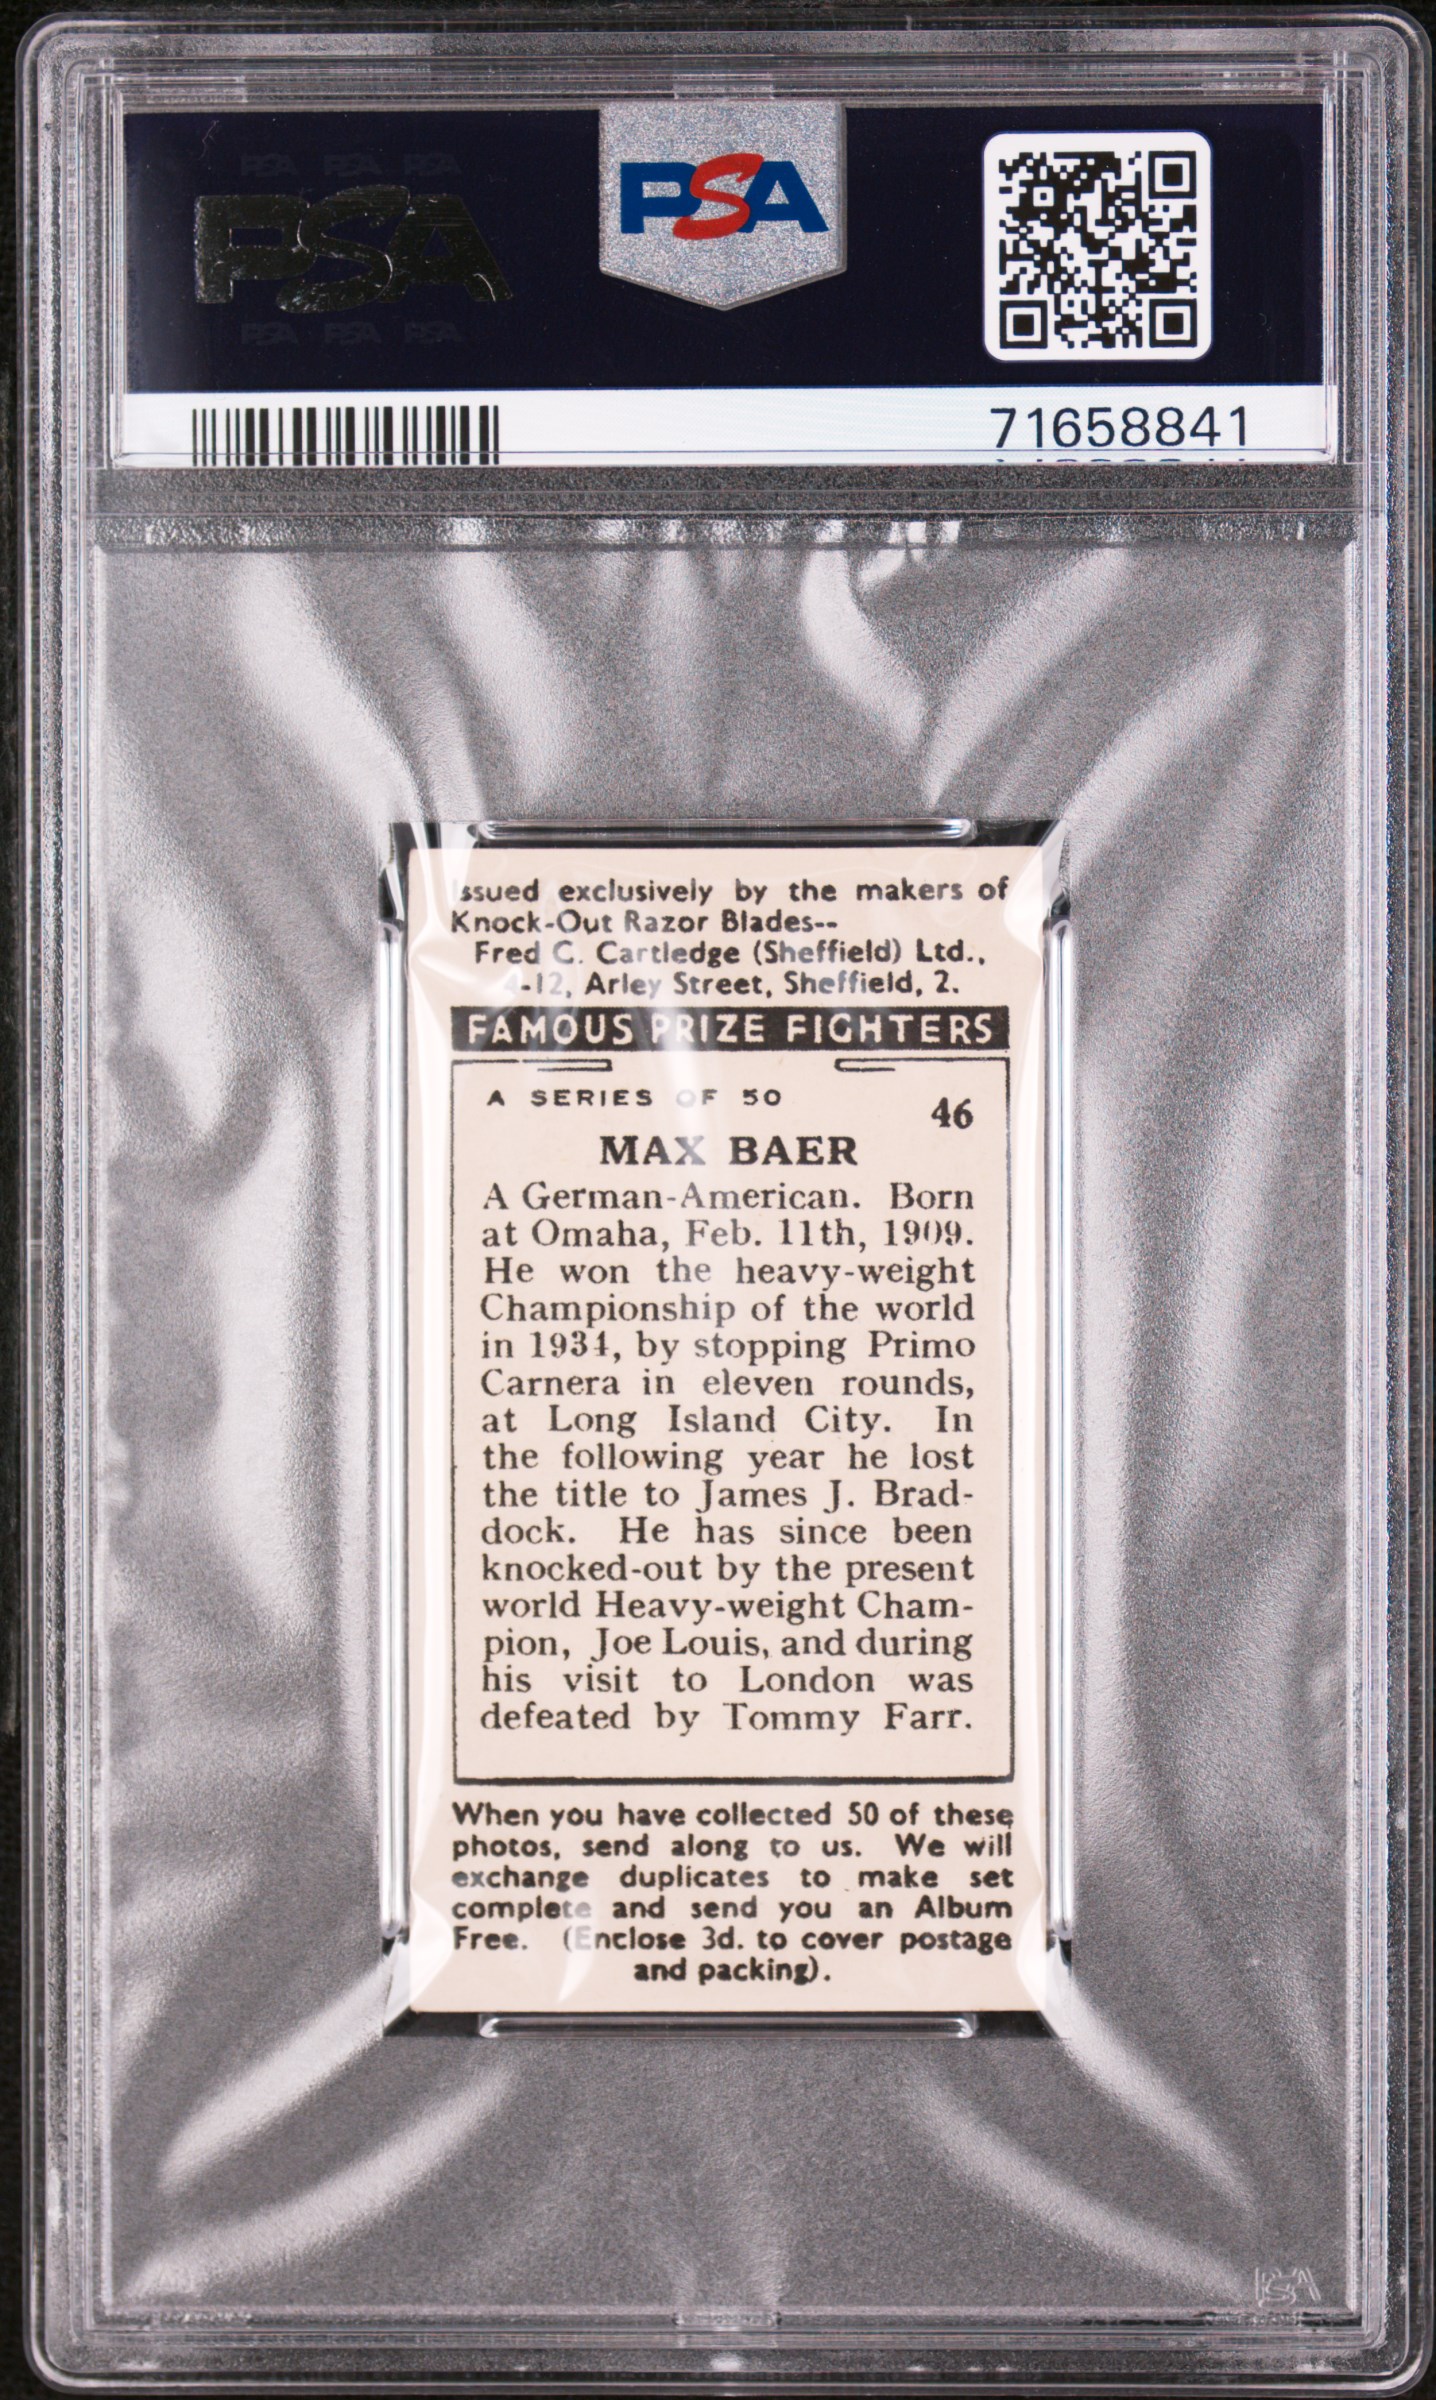 PSA PSA PSA
PSA
PSA PSA PSA
PSA
71658841
Issued exclusively by the makers of
Knock-Out Razor Blades--
Fred C. Cartledge (Sheffield) Ltd.,
4-12, Arley Street, Sheffield, 2.
FAMOUS PRIZE FIGHTERS
A SERIES OF 50
46
MAX BAER
A German-American. Born
at Omaha, Feb. 11th, 1909.
He won the heavy-weight
Championship of the world
in 1934, by stopping Primo
Carnera in eleven rounds,
at Long Island City. In
the following year he lost
the title to James J. Brad-
dock. He has since been
knocked-out by the present
world Heavy-weight Cham-
pion, Joe Louis, and during
his visit to London was
defeated by Tommy Farr.
When you have collected 50 of these
photos, send along to us. We will
exchange duplicates to make set
complete and send you an Album
Free. (Enclose 3d. to cover postage
and packing).
PSA